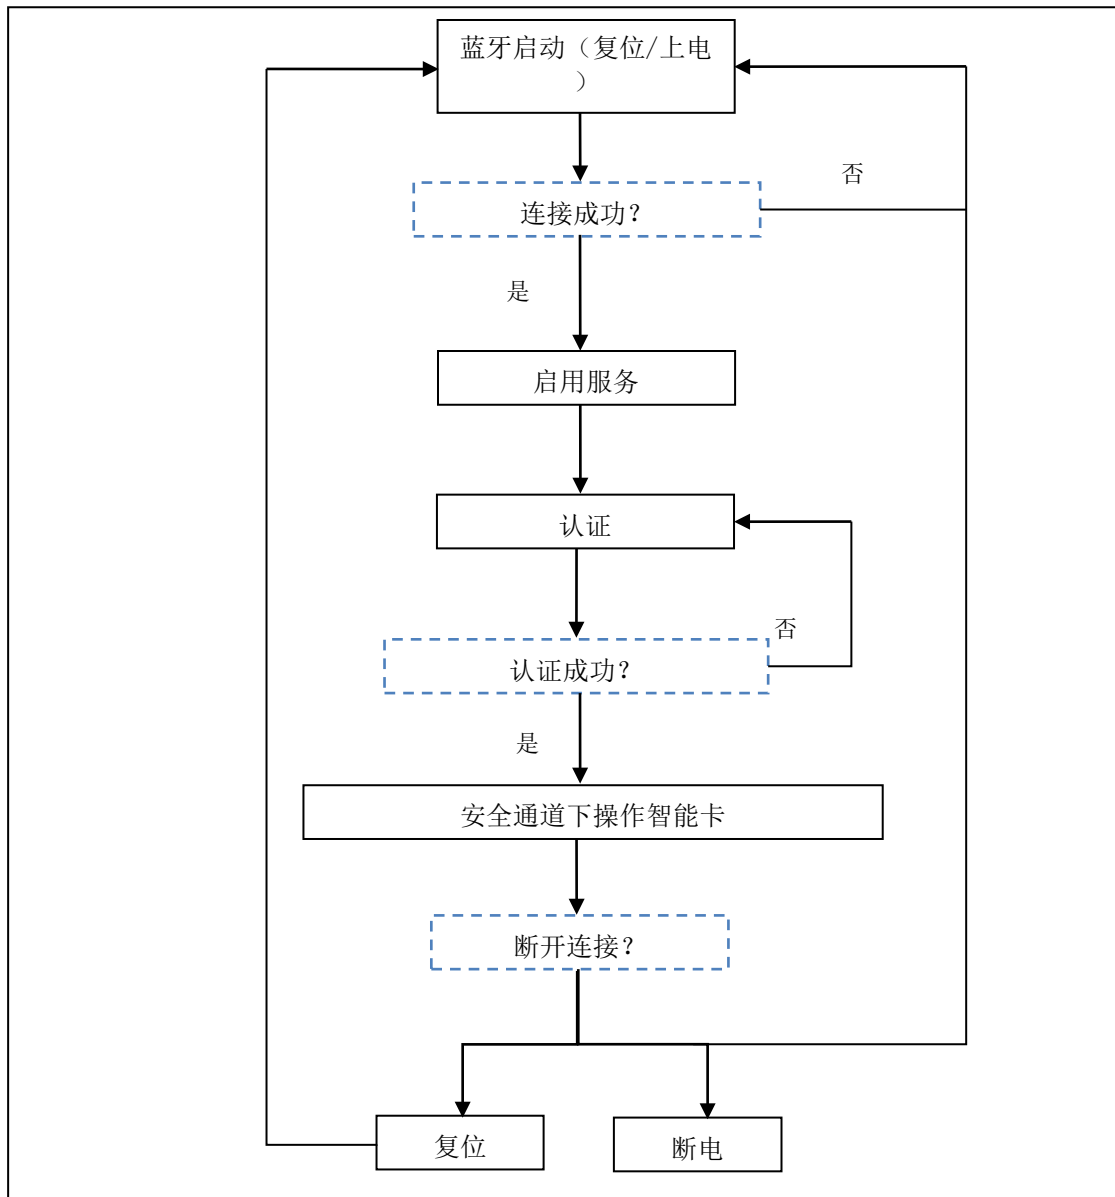 蓝牙启动（复位/上电
）
否
连接成功?
是
启用服务
认证
否
认证成功?
是
安全通道下操作智能卡
断开连接?
复位
断电